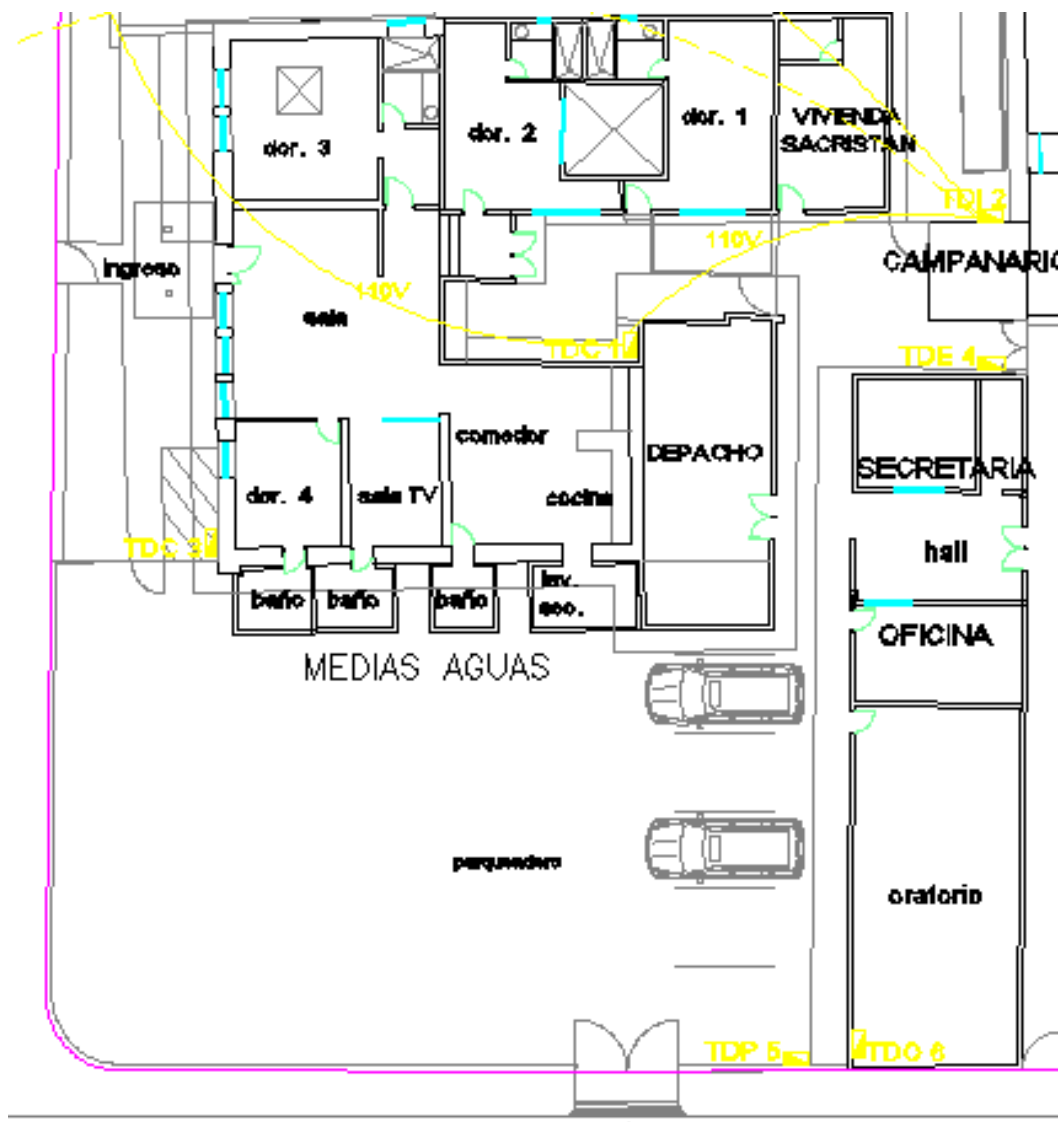 dor. 3
dor. 2
dor. 1
VIVIENDA
SACRISTAN
TDI 2
110V
CAMPANARIO
ingreso
110V
sala
TDC 1
TDE 4
comedor
DEPACHO
SECRETARIA
dor. 4
sala TV
cocina
TDC 3
hall
baño
baño
baño
lav.
sec.
OFICINA
MEDIAS AGUAS
parqueadero
oratorio
TDP 5
TDO 6